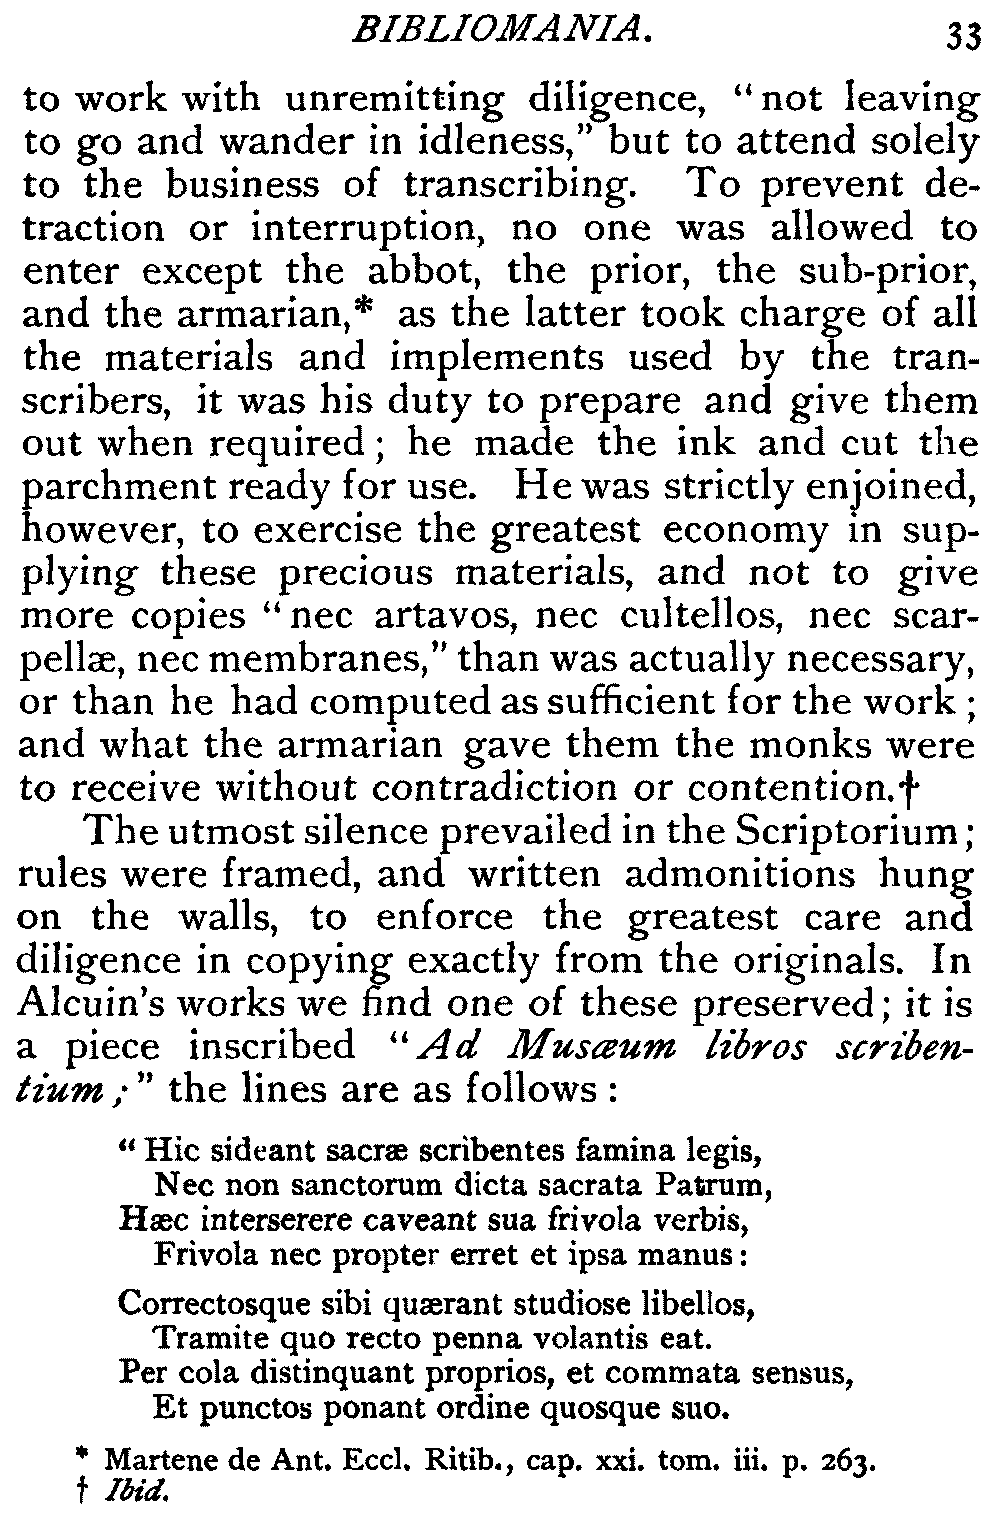 BIBLIOMANIA. 33
to work with unremitting diligence, “not leaving
to go and wander in idleness,” but to attend solely
to the business of transcribing. To prevent de-
traction or interruption, no one was allowed to
enter except the abbot, the prior, the sub-prior,
and the armarian,* as the latter took charge of all
the materials and implements used by the tran-
scribers, it was his duty to prepare and give them
out when required; he made the ink and cut the
parchment ready for use. He was strictly enjoined,
however, to exercise the greatest economy in sup-
plying these precious materials, and not to give
more copies “nec artavos, nec cultellos, nec scar-
pellæ, nec membranes,” than was actually necessary,
or than he had computed as sufficient for the work;
and what the armarian gave them the monks were
to receive without contradiction or contention.†
The utmost silence prevailed in the Scriptorium;
rules were framed, and written admonitions hung
on the walls, to enforce the greatest care and
diligence in copying exactly from the originals. In
Alcuin's works we find one of these preserved; it is
a piece inscribed “Ad Musæum libros scriben-
tium;” the lines are as follows:
“Hic sideant sacræ scribentes famina legis,
Nec non sanctorum dicta sacrata Patrum,
Hæc interserere caveant sua frivola verbis,
Frivola nec propter erret et ipsa manus:
Correctosque sibi quærant studiose libellos,
Tramite quo recto penna volantis eat.
Per cola distinquant proprios, et commata sensus,
Et punctos ponant ordine quosque suo.
* Martene de Ant. Eccl. Ritib., cap. xxi. tom. iii. p. 263.
† Ibid.